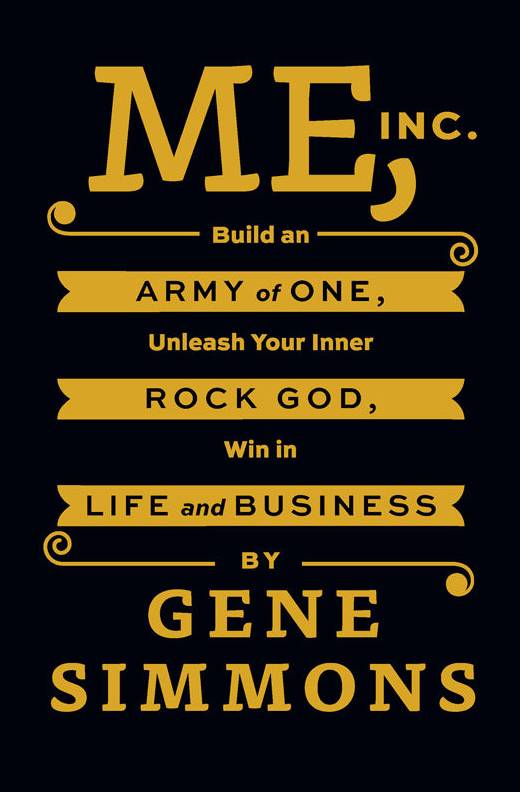 ME, INC.
Build an
ARMY of ONE,
Unleash Your Inner
ROCK GOD,
Win in
LIFE and BUSINESS
BY
GENE
SIMMONS